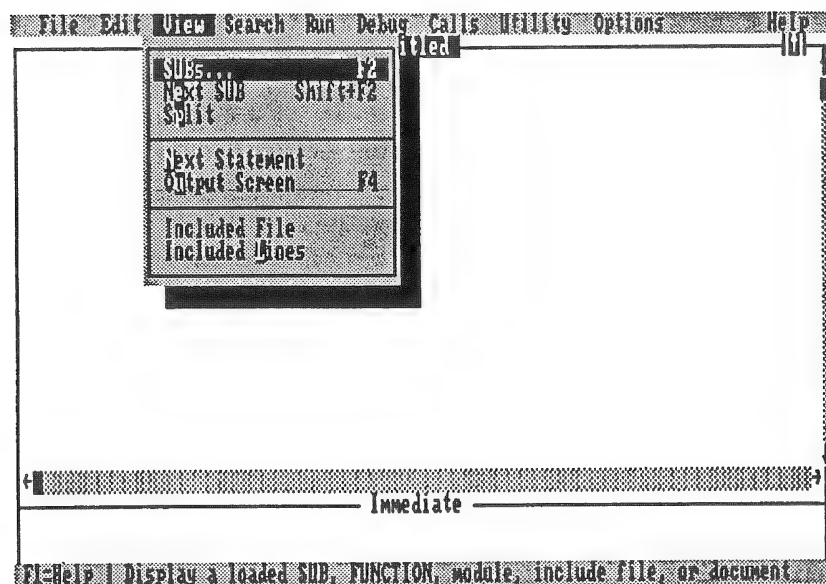 File Edit View Search Run Debug Calls Utility Options Help
itled
SUBs... F2
Next SUB Shift+F2
Split
Next Statement
Output Screen F4
Included File
Included Lines
Immediate
F1=Help | Display a loaded SUB, FUNCTION, module, include file, or document